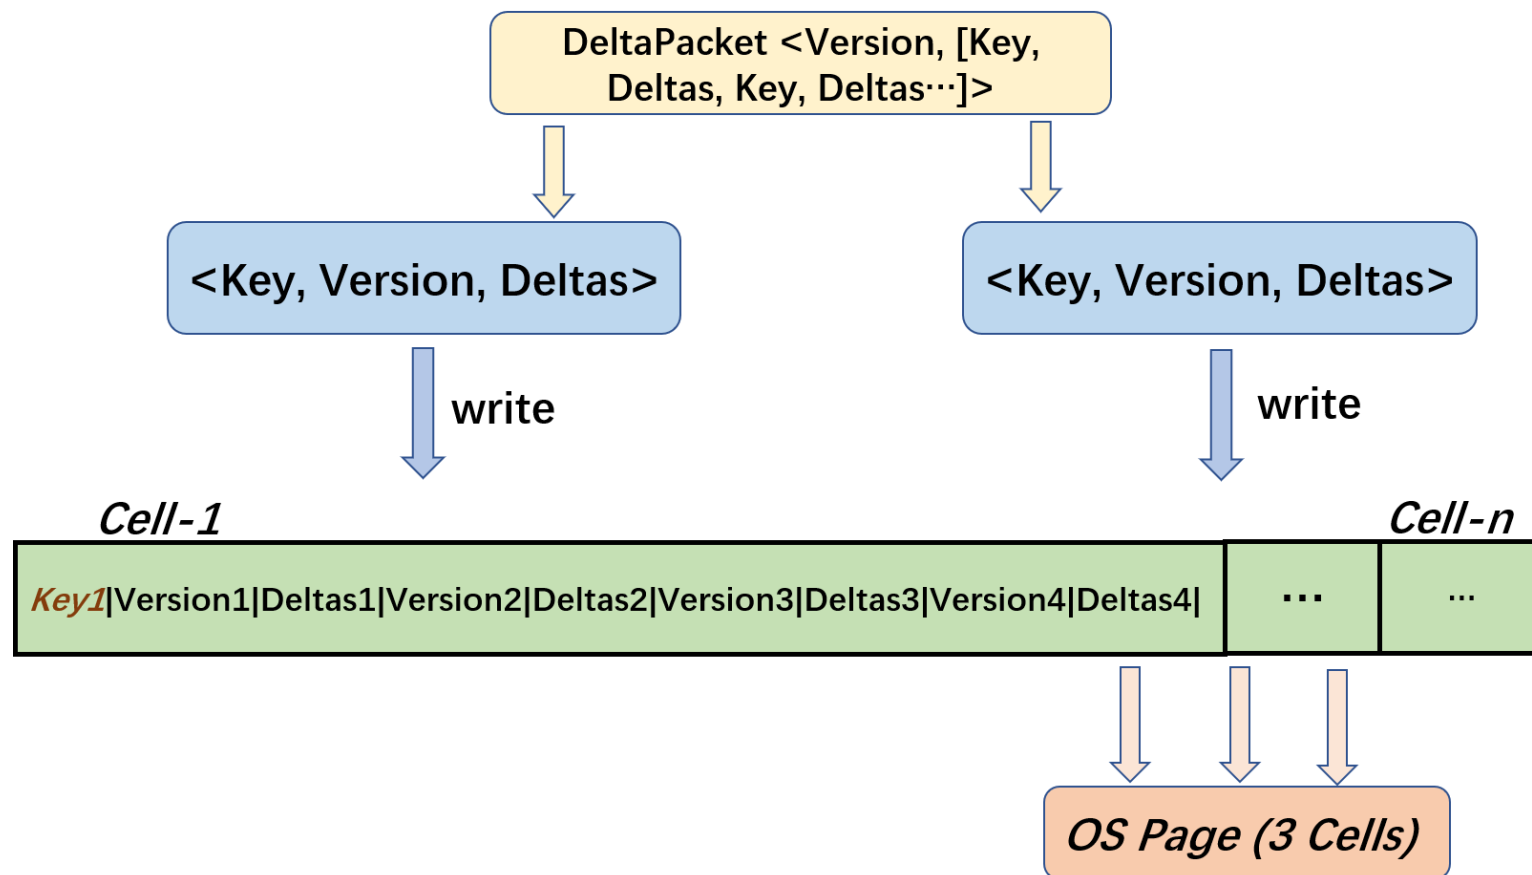 DeltaPacket <Version, [Key,
Deltas, Key, Deltas⋯]>
<Key, Version, Deltas>
<Key, Version, Deltas>
write
write
Cell-1
Cell-n
Key1|Version1|Deltas1|Version2|Deltas2|Version3|Deltas3|Version4|Deltas4|
...
...
OS Page (3 Cells)